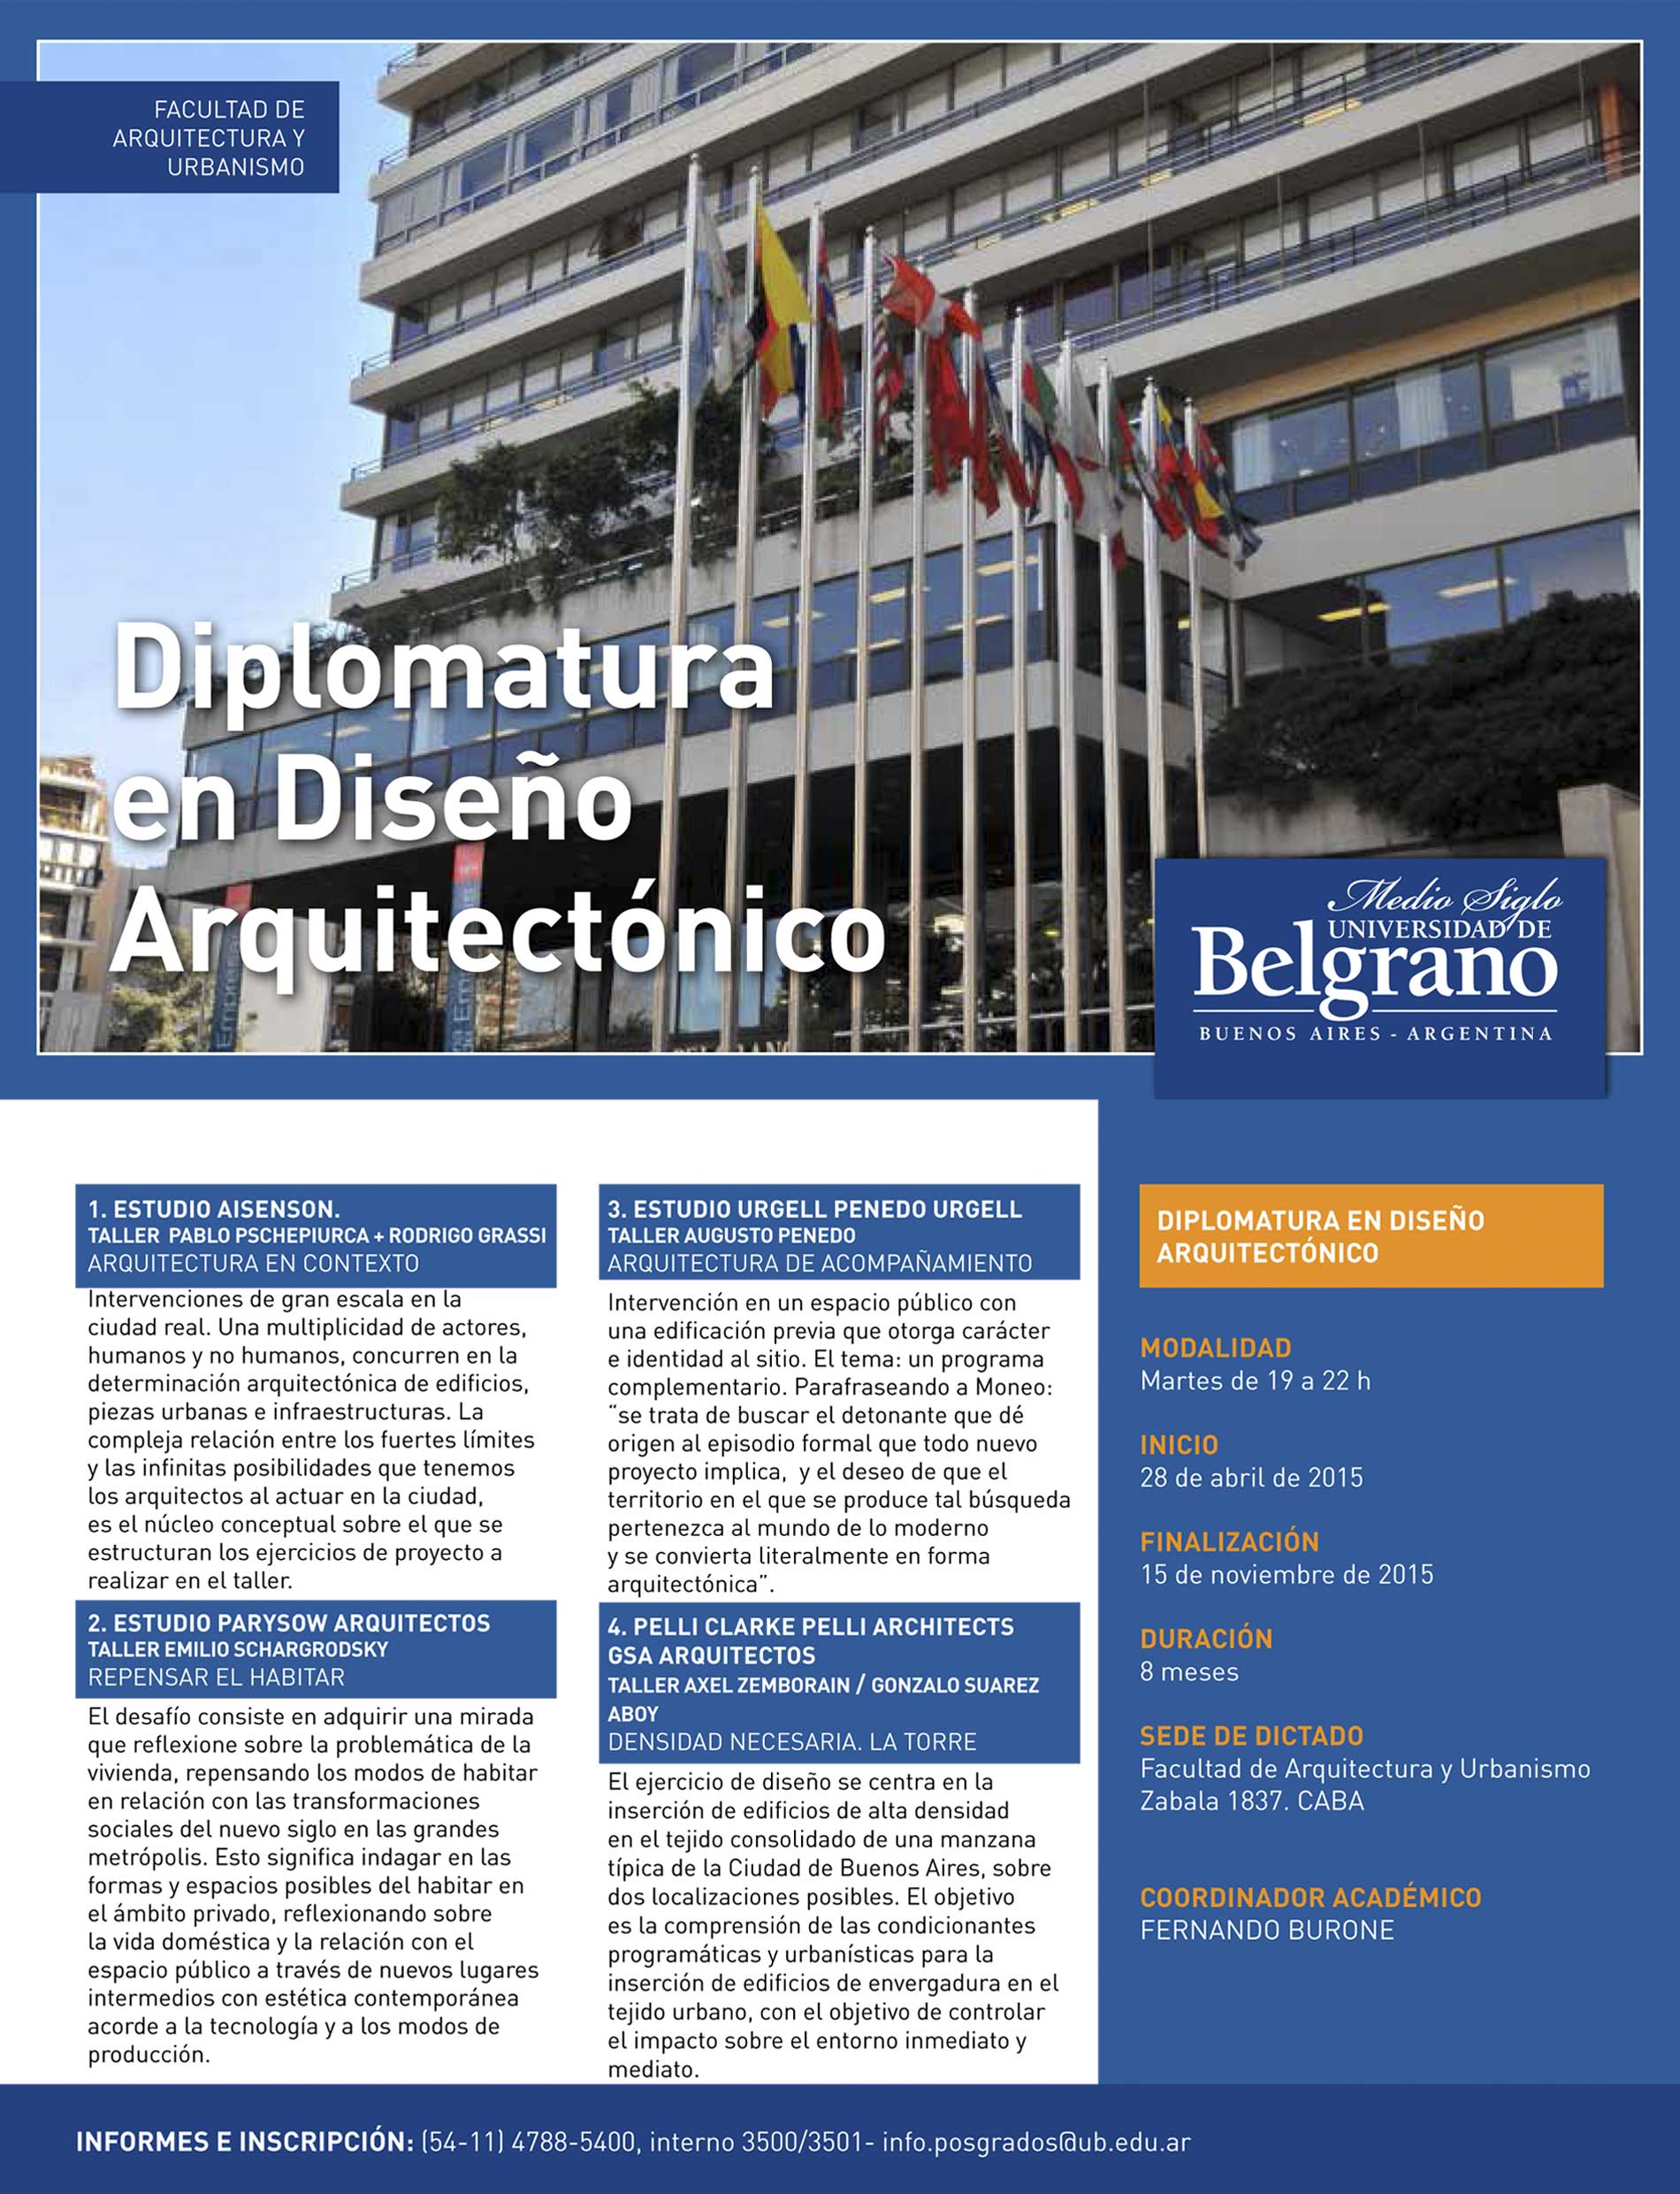 FACULTAD DE
ARQUITECTURA Y
URBANISMO
Diplomatura
en Diseño
Arquitectónico
Medio Siglo
UNIVERSIDAD DE
Belgrano
BUENOS AIRES - ARGENTINA
1. ESTUDIO AISENSON.
TALLER PABLO PSCHEPIURCA + RODRIGO GRASSI
ARQUITECTURA EN CONTEXTO
Intervenciones de gran escala en la
ciudad real. Una multiplicidad de actores,
humanos y no humanos, concurren en la
determinación arquitectónica de edificios,
piezas urbanas e infraestructuras. La
compleja relación entre los fuertes límites
y las infinitas posibilidades que tenemos
los arquitectos al actuar en la ciudad,
es el núcleo conceptual sobre el que se
estructuran los ejercicios de proyecto a
realizar en el taller.
2. ESTUDIO PARYSOW ARQUITECTOS
TALLER EMILIO SCHARGRODSKY
REPENSAR EL HABITAR
El desafío consiste en adquirir una mirada
que reflexione sobre la problemática de la
vivienda, repensando los modos de habitar
en relación con las transformaciones
sociales del nuevo siglo en las grandes
metrópolis. Esto significa indagar en las
formas y espacios posibles del habitar en
el ámbito privado, reflexionando sobre
la vida doméstica y la relación con el
espacio público a través de nuevos lugares
intermedios con estética contemporánea
acorde a la tecnología y a los modos de
producción.
3. ESTUDIO URGELL PENEDO URGELL
TALLER AUGUSTO PENEDO
ARQUITECTURA DE ACOMPAÑAMIENTO
Intervención en un espacio público con
una edificación previa que otorga carácter
e identidad al sitio. El tema: un programa
complementario. Parafraseando a Moneo:
“se trata de buscar el detonante que dé
origen al episodio formal que todo nuevo
proyecto implica, y el deseo de que el
territorio en el que se produce tal búsqueda
pertenezca al mundo de lo moderno
y se convierta literalmente en forma
arquitectónica”.
4. PELLI CLARKE PELLI ARCHITECTS
GSA ARQUITECTOS
TALLER AXEL ZEMBORAIN / GONZALO SUAREZ
ABOY
DENSIDAD NECESARIA. LA TORRE
El ejercicio de diseño se centra en la
inserción de edificios de alta densidad
en el tejido consolidado de una manzana
típica de la Ciudad de Buenos Aires, sobre
dos localizaciones posibles. El objetivo
es la comprensión de las condicionantes
programáticas y urbanísticas para la
inserción de edificios de envergadura en el
tejido urbano, con el objetivo de controlar
el impacto sobre el entorno inmediato y
mediato.
DIPLOMATURA EN DISEÑO
ARQUITECTÓNICO
MODALIDAD
Martes de 19 a 22 h
INICIO
28 de abril de 2015
FINALIZACIÓN
15 de noviembre de 2015
DURACIÓN
8 meses
SEDE DE DICTADO
Facultad de Arquitectura y Urbanismo
Zabala 1837. CABA
COORDINADOR ACADÉMICO
FERNANDO BURONE
INFORMES E INSCRIPCIÓN: (54-11) 4788-5400, interno 3500/3501- info.posgrados@ub.edu.ar